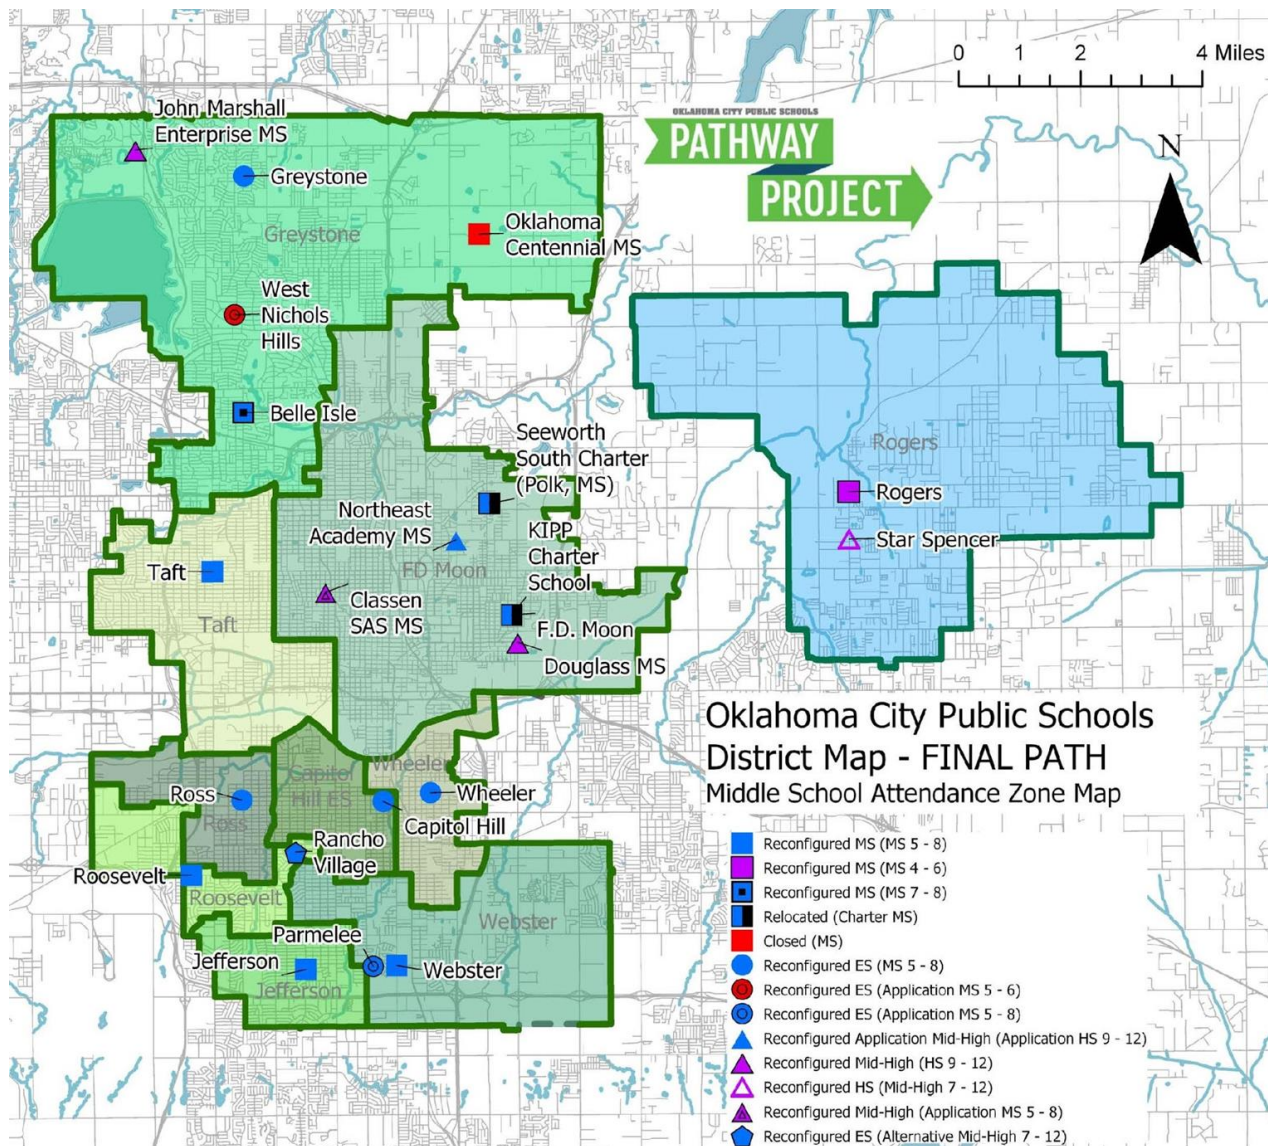 0 1 2 4 Miles
OKLAHOMA CITY PUBLIC SCHOOLS
PATHWAY
PROJECT
N
John Marshall
Enterprise MS
Greystone
Greystone
Oklahoma
Centennial MS
West
Nichols
Hills
Belle Isle
Seeworth
South Charter
(Polk, MS)
Northeast
Academy MS
FD Moon
KIPP
Charter
School
Rogers
Rogers
Star Spencer
Taft
Taft
Classen
SAS MS
F.D. Moon
Douglass MS
Oklahoma City Public Schools
District Map - FINAL PATH
Middle School Attendance Zone Map
Capitol
Hill ES
Wheeler
Wheeler
Ross
Ross
Capitol Hill
Rancho
Village
Roosevelt
Roosevelt
Webster
Parmelee
Jefferson
Jefferson
Webster
Reconfigured MS (MS 5 - 8)
Reconfigured MS (MS 4 - 6)
Reconfigured MS (MS 7 - 8)
Relocated (Charter MS)
Closed (MS)
Reconfigured ES (MS 5 - 8)
Reconfigured ES (Application MS 5 - 6)
Reconfigured ES (Application MS 5 - 8)
Reconfigured Application Mid-High (Application HS 9 - 12)
Reconfigured Mid-High (HS 9 - 12)
Reconfigured HS (Mid-High 7 - 12)
Reconfigured Mid-High (Application MS 5 - 8)
Reconfigured ES (Alternative Mid-High 7 - 12)